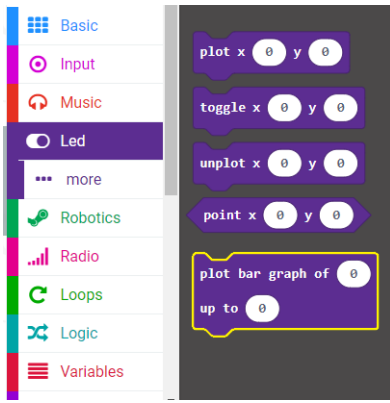 Basic
Input
Music
Led
more
Robotics
Radio
Loops
Logic
Variables
plot x 0 y 0
toggle x 0 y 0
unplot x 0 y 0
point x 0 y 0
plot bar graph of 0
up to 0